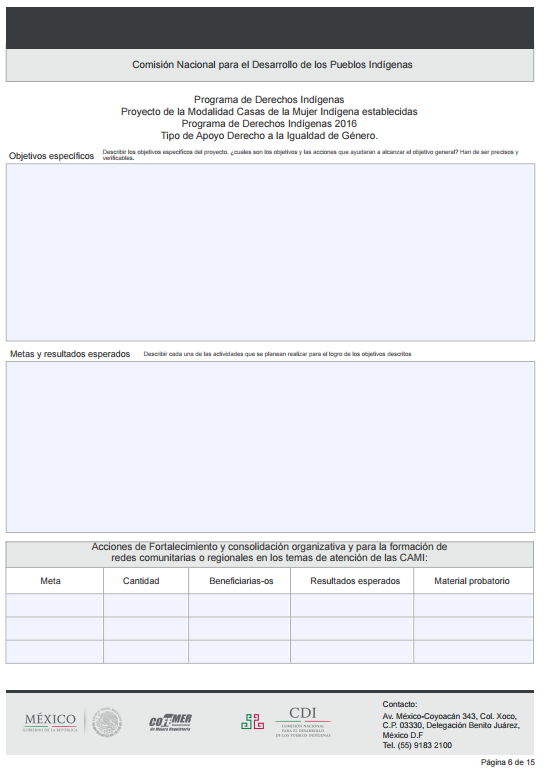 Comisión Nacional para el Desarrollo de los Pueblos Indígenas
Programa de Derechos Indígenas
Proyecto de la Modalidad Casas de la Mujer Indígena establecidas
Programa de Derechos Indígenas 2016
Tipo de Apoyo Derecho a la Igualdad de Género.
Objetivos específicos
Describir los objetivos específicos del proyecto, ¿cuales son los objetivos y las acciones que ayudaran a alcanzar el objetivo general? Han de ser precisos y
verificables.
Metas y resultados esperados
Describir cada una de las actividades que se planean realizar para el logro de los objetivos descritos
Acciones de Fortalecimiento y consolidación organizativa y para la formación de
redes comunitarias o regionales en los temas de atención de las CAMI:
Meta Cantidad Beneficiarias-os Resultados esperados Material probatorio
MÉXICO
GOBIERNO DE LA REPÚBLICA
COFEMER
de Mejora Regulatoria
CDI
COMISIÓN NACIONAL
PARA EL DESARROLLO
DE LOS PUEBLOS INDÍGENAS
Contacto:
Av. México-Coyoacán 343, Col. Xoco,
C.P. 03330, Delegación Benito Juárez,
México D.F
Tel. (55) 9183 2100
Página 6 de 15